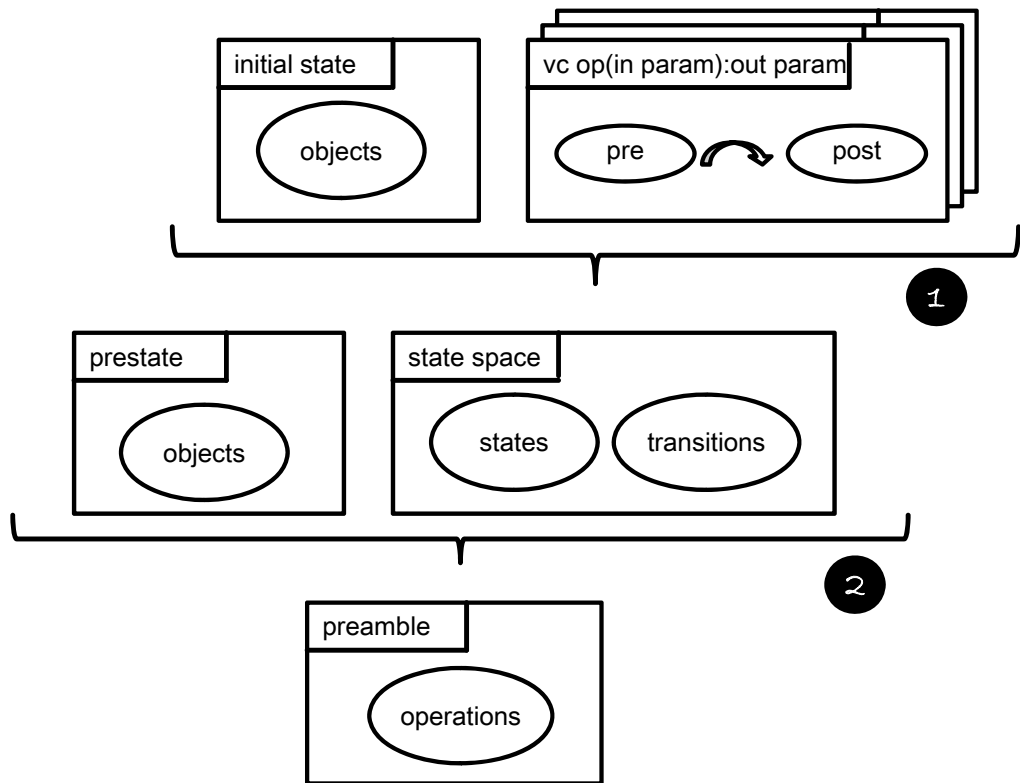 initial state
objects
vc op(in param):out param
pre
post
1
prestate
objects
state space
states
transitions
2
preamble
operations